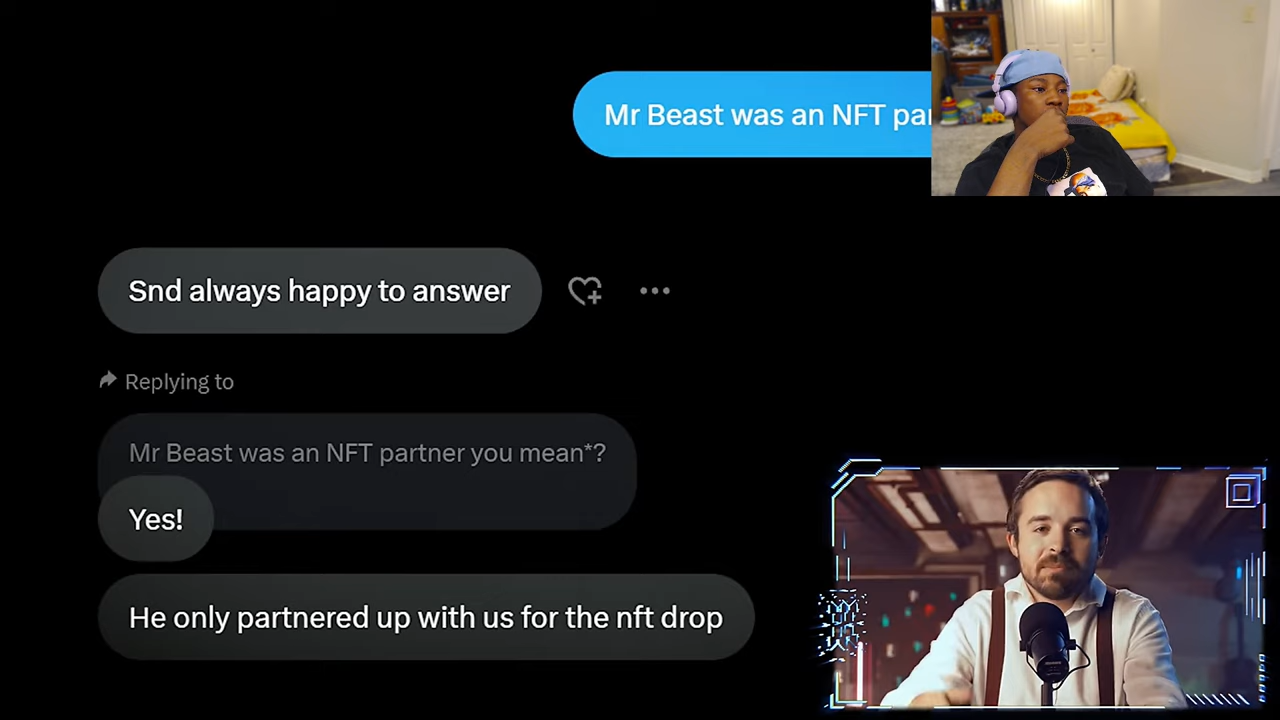 Mr Beast was an NFT
Snd always happy to answer
Replying to
Mr Beast was an NFT partner you mean*?
Yes!
He only partnered up with us for the nft drop